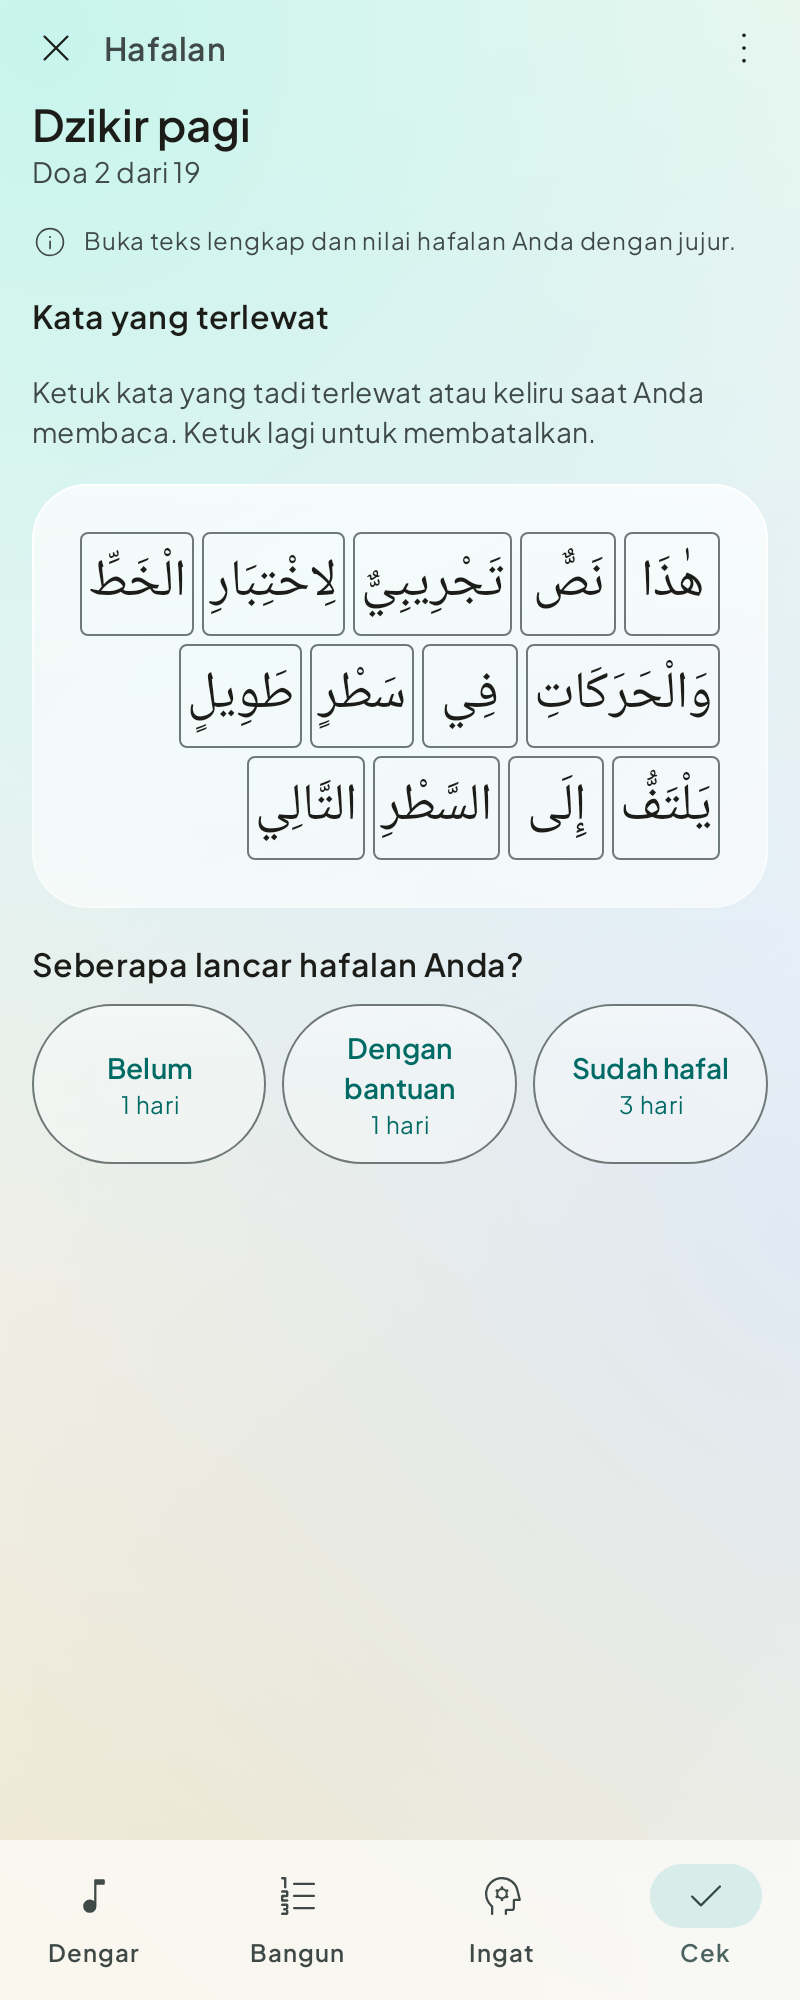 Hafalan
Dzikir pagi
Doa 2 dari 19
Buka teks lengkap dan nilai hafalan Anda dengan jujur.
Kata yang terlewat
Ketuk kata yang tadi terlewat atau keliru saat Anda
membaca. Ketuk lagi untuk membatalkan.
هٰذَا نَصٌّ تَجْرِيبِيٌّ لِاخْتِبَارِ الْخَطِّ
وَالْحَرَكَاتِ فِي سَطْرٍ طَوِيلٍ
يَلْتَفُّ إِلَى السَّطْرِ التَّالِي
Seberapa lancar hafalan Anda?
Belum
1 hari
Dengan
bantuan
1 hari
Sudah hafal
3 hari
Dengar
Bangun
Ingat
Cek